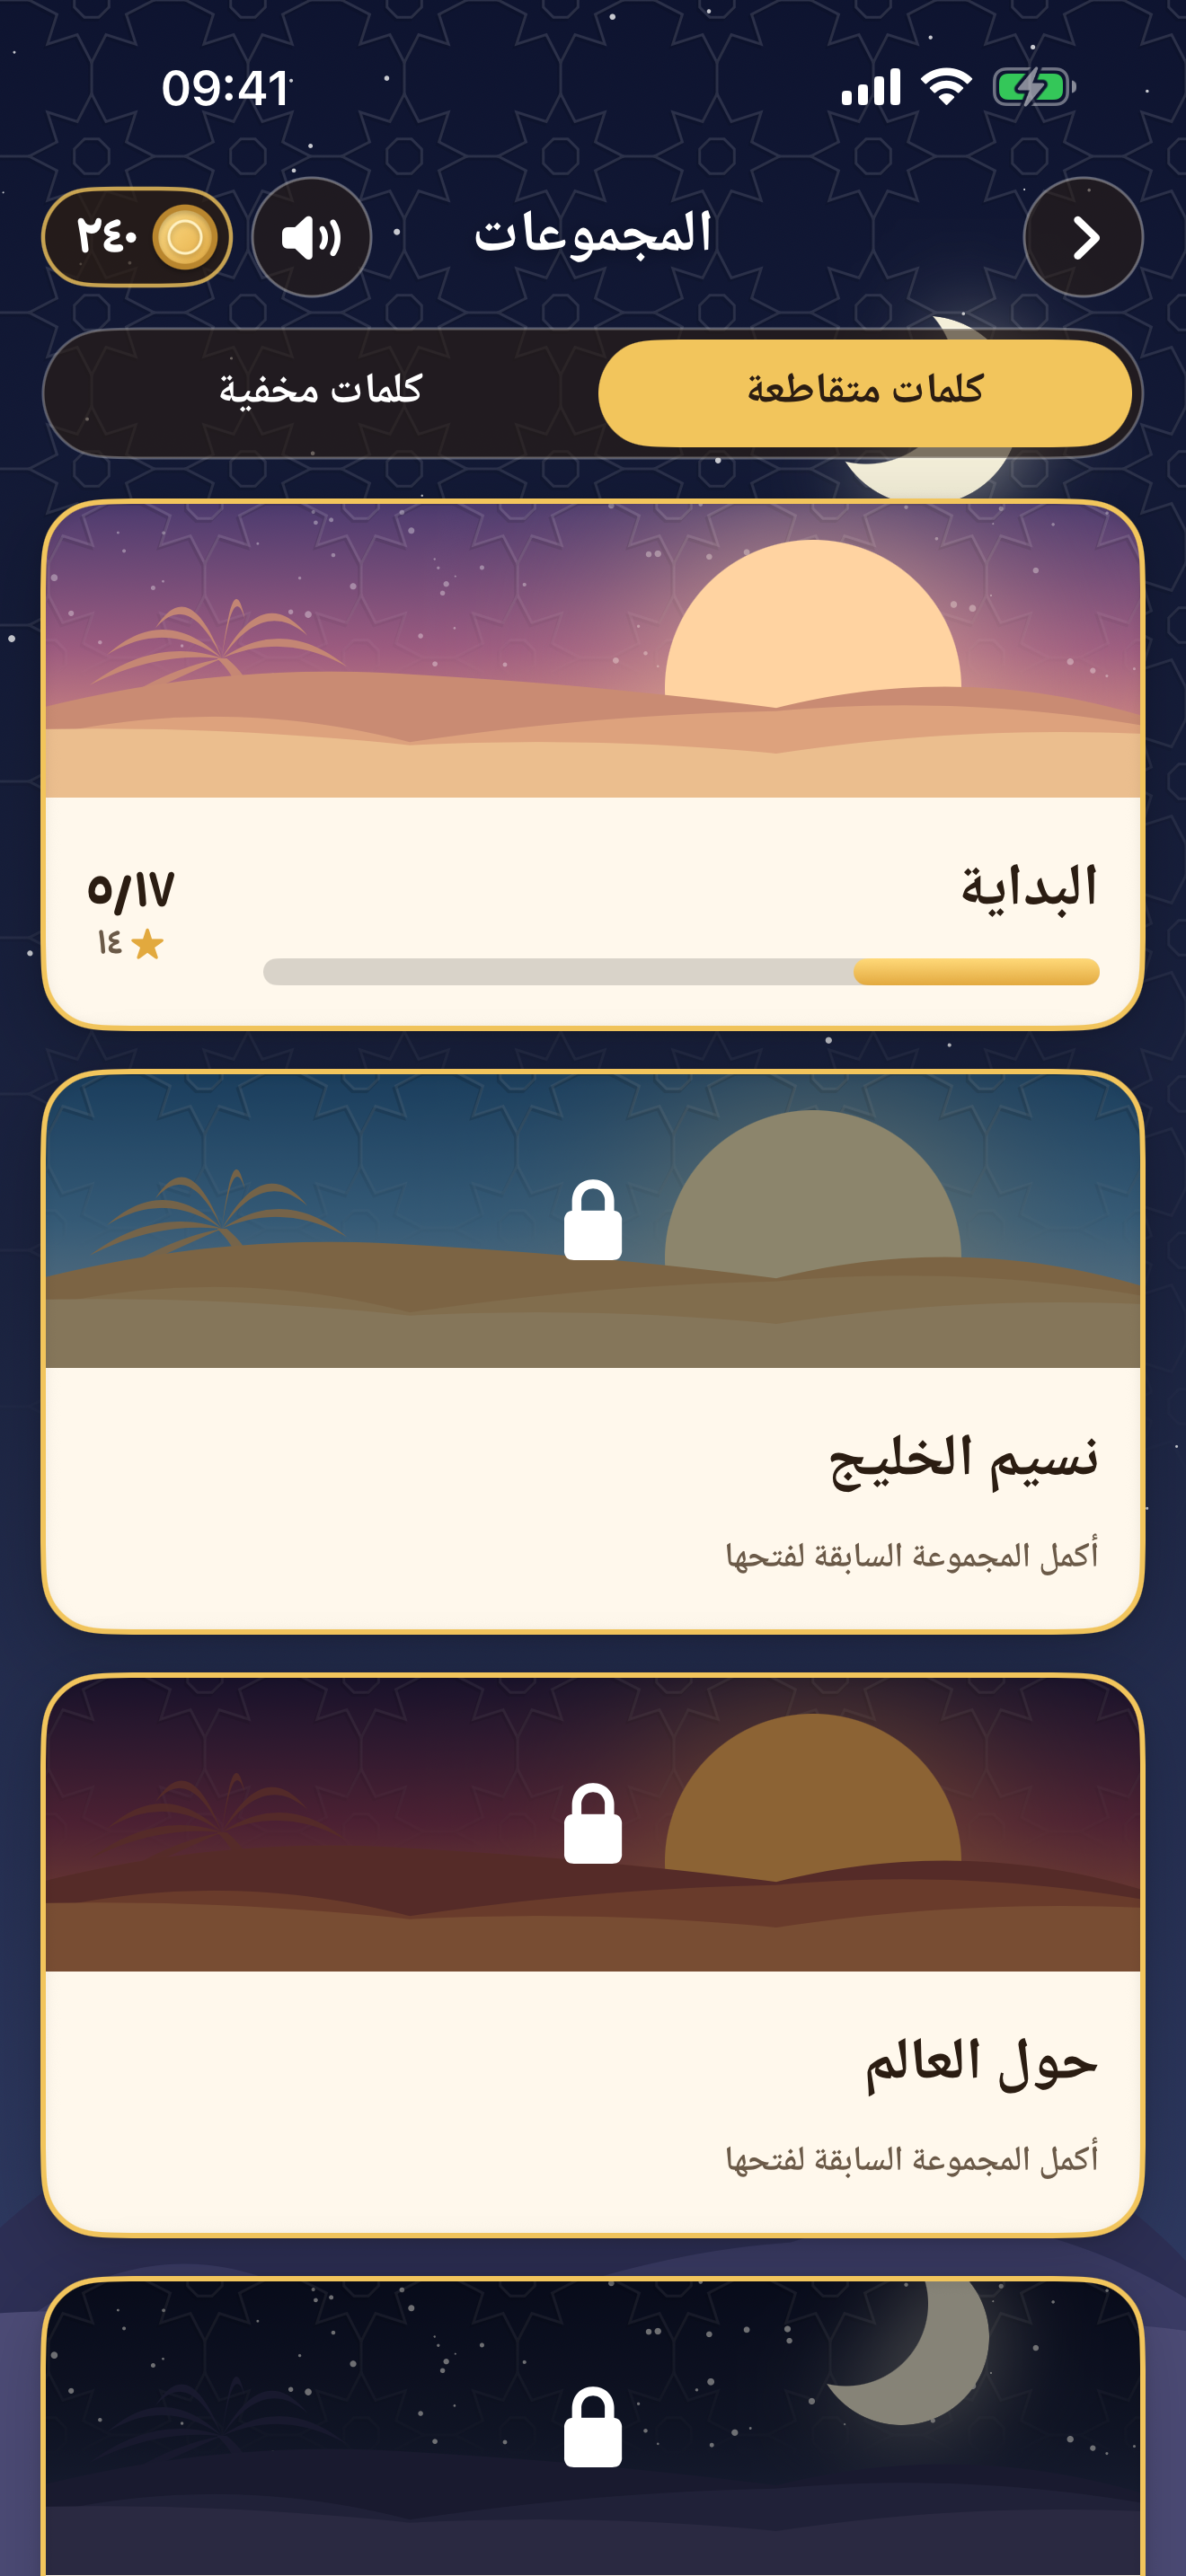 09:41
المجموعات
٢٤٠
كلمات متقاطعة
كلمات مخفية
البداية
٥/١٧
١٤
نسيم الخليج
أكمل المجموعة السابقة لفتحها
حول العالم
أكمل المجموعة السابقة لفتحها